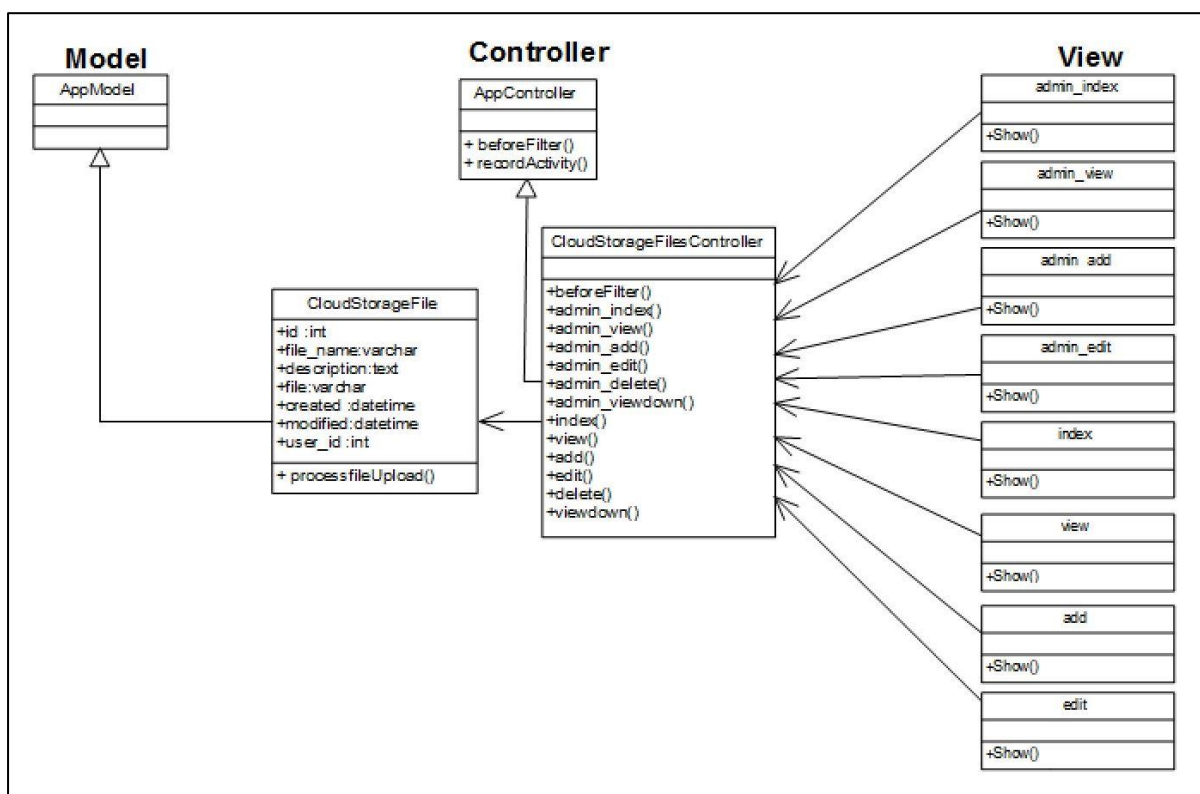 Model
AppModel
Controller
AppController
+ beforeFilter()
+ recordActivity()
CloudStorageFile
+id :int
+file_name:varchar
+description:text
+file:varchar
+created :datetime
+modified:datetime
+user_id :int
+ processfileUpload()
CloudStorageFilesController
+beforeFilter()
+admin_index()
+admin_view()
+admin_add()
+admin_edit()
+admin_delete()
+admin_viewdown()
+index()
+view()
+add()
+edit()
+delete()
+viewdown()
View
admin_index
+Show()
admin_view
+Show()
admin_add
+Show()
admin_edit
+Show()
index
+Show()
view
+Show()
add
+Show()
edit
+Show()